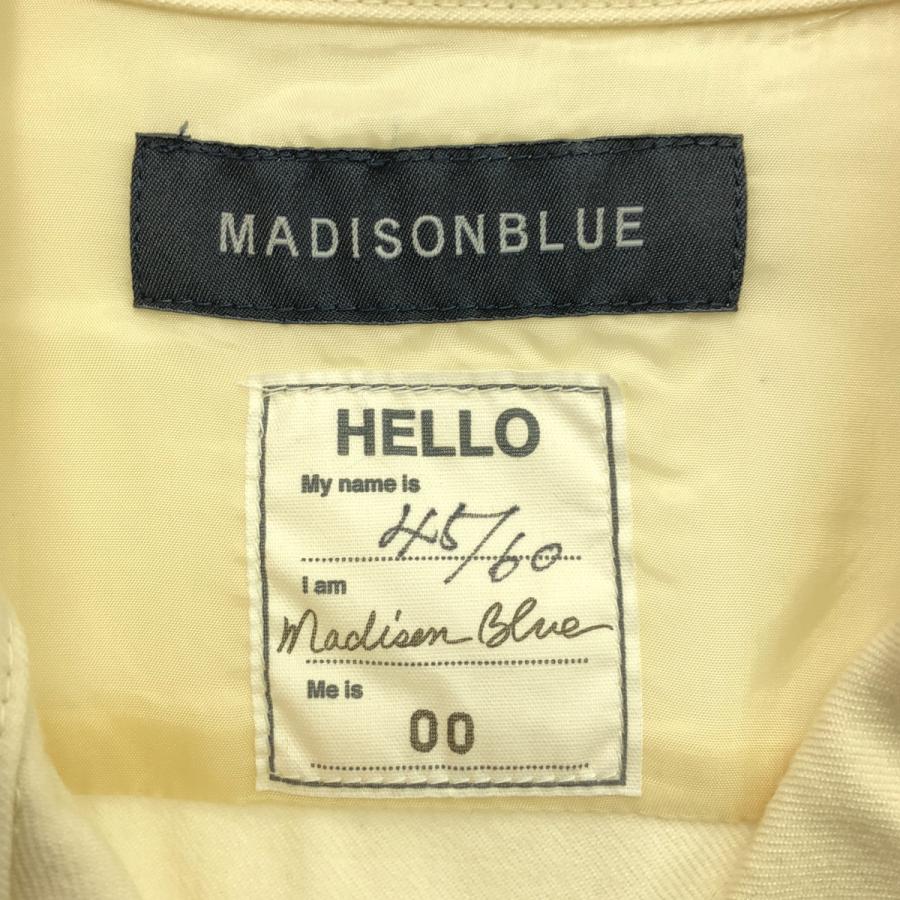 MADISONBLUE
HELLO
My name is
45/60
I am
Madison Blue
Me is
00